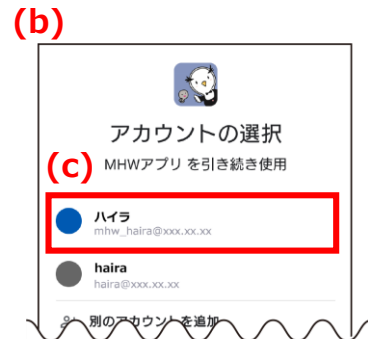 (b)
アカウントの選択
(c)
MHWアプリ を引き続き使用
ハイラ
mhw_haira@xxx.xx.xx
haira
haira@xxx.xx.xx
別のアカウントを追加